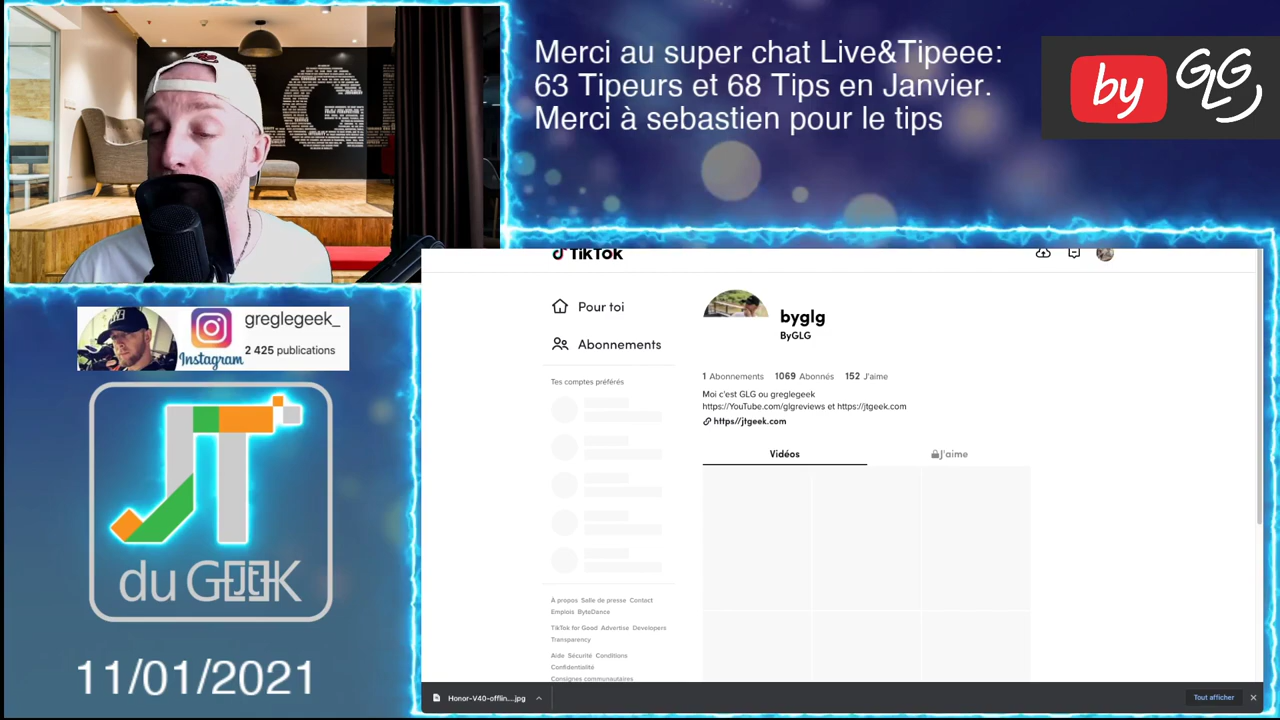 Merci au super chat Live&Tipeee:
63 Tipeurs et 68 Tips en Janvier.
Merci à sebastien pour le tips
by GLG
greglegeek_
Instagram
2 425 publications
JT
du GEEK
11/01/2021
TikTok
Pour toi
Abonnements
Tes comptes préférés
À propos Salle de presse Contact
Emplois ByteDance
TikTok for Good Advertise Developers
Transparency
Aide Sécurité Conditions
Confidentialité
Consignes communautaires
byglg
ByGLG
1 Abonnements 1069 Abonnés 152 J'aime
Moi c'est GLG ou greglegeek
https://YouTube.com/glgreviews et https://jtgeek.com
https//jtgeek.com
Vidéos
J'aime
Honor-V40-offlin....jpg
Tout afficher